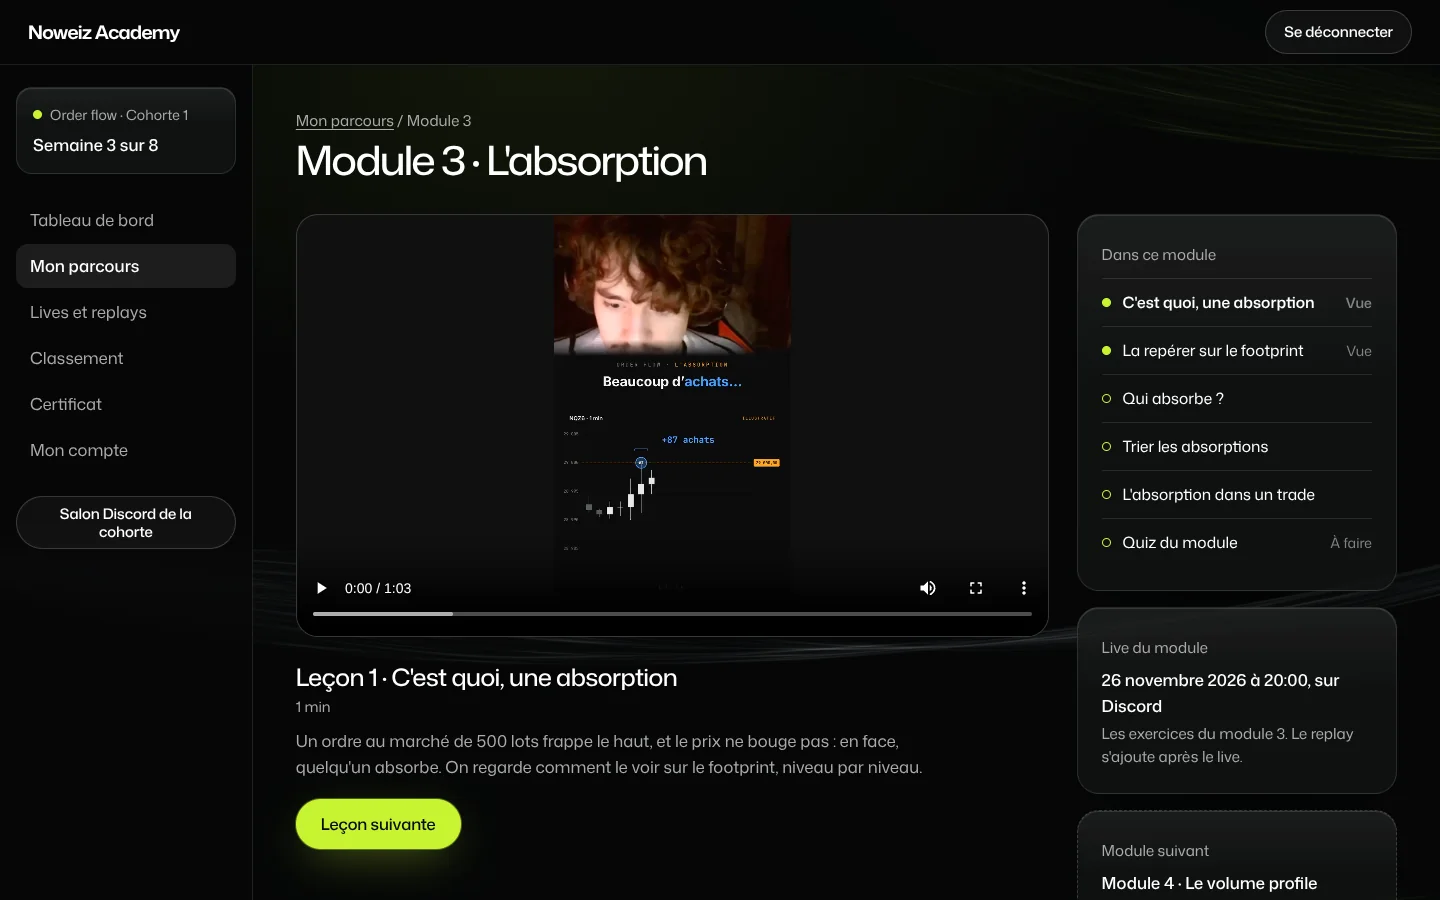 Noweiz Academy
Se déconnecter
Order flow · Cohorte 1
Semaine 3 sur 8
Tableau de bord
Mon parcours
Lives et replays
Classement
Certificat
Mon compte
Salon Discord de la
cohorte
Mon parcours / Module 3
Module 3 · L'absorption
ORDER FLOW · L'ABSORPTION
Beaucoup d'achats...
NQZ6 · 1 min
+87 achats
0:00 / 1:03
Leçon 1 · C'est quoi, une absorption
1 min
Un ordre au marché de 500 lots frappe le haut, et le prix ne bouge pas : en face,
quelqu'un absorbe. On regarde comment le voir sur le footprint, niveau par niveau.
Leçon suivante
Dans ce module
C'est quoi, une absorption Vue
La repérer sur le footprint Vue
Qui absorbe ?
Trier les absorptions
L'absorption dans un trade
Quiz du module À faire
Live du module
26 novembre 2026 à 20:00, sur
Discord
Les exercices du module 3. Le replay
s'ajoute après le live.
Module suivant
Module 4 · Le volume profile